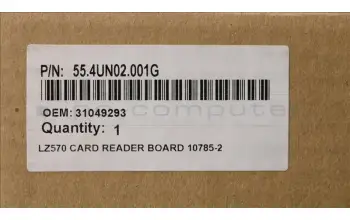 P/N: 55.4UN02.001G
OEM: 31049293
Quantity: 1
LZ570 CARD READER BOARD 10785-2